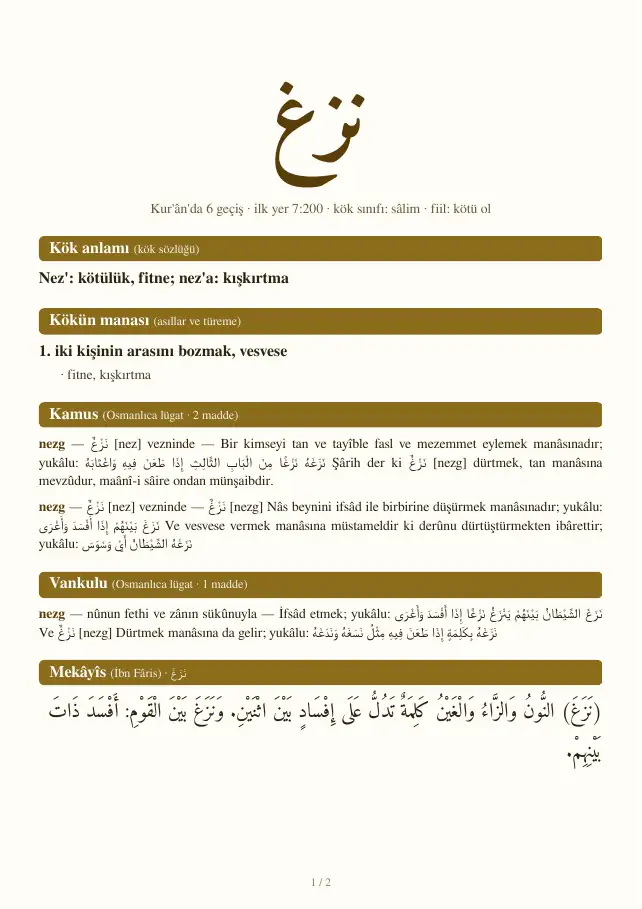 نزغ
Kur'ân'da 6 geçiş · ilk yer 7:200 · kök sınıfı: sâlim · fiil: kötü ol
Kök anlamı (kök sözlüğü)
Nez': kötülük, fitne; nez'a: kışkırtma
Kökün manası (asıllar ve türeme)
1. iki kişinin arasını bozmak, vesvese
· fitne, kışkırtma
Kamus (Osmanlıca lügat · 2 madde)
nezg — نَزْغٌ [nez] vezninde — Bir kimseyi tan ve tayîble fasl ve mezemmet eylemek manâsınadır;
yukâlu: نَزَغَهُ نَزْغًا مِنَ الْبَابِ الثَّالِثِ إِذَا طَعَنَ فِيهِ وَاغْتَابَهُ Şârih der ki نَزْغٌ [nezg] dürtmek, tan manâsına
mevzûdur, maânî-i sâire ondan münşaibdir.
nezg — نَزْغٌ [nez] vezninde — نَزْغٌ [nezg] Nâs beynini ifsâd ile birbirine düşürmek manâsınadır; yukâlu:
نَزَغَ بَيْنَهُمْ إِذَا أَفْسَدَ وَأَغْرَى Ve vesvese vermek manâsına müstameldir ki derûnu dürtüştürmekten ibârettir;
yukâlu: نَزَغَهُ الشَّيْطَانُ أَيْ وَسْوَسَ
Vankulu (Osmanlıca lügat · 1 madde)
nezg — nûnun fethi ve zânın sükûnuyla — İfsâd etmek; yukâlu: نَزَغَ الشَّيْطَانُ بَيْنَهُمْ يَنْزَغُ نَزْغًا إِذَا أَفْسَدَ وَأَغْرَى
Ve نَزْغٌ [nezg] Dürtmek manâsına da gelir; yukâlu: نَزَغَهُ بِكَلِمَةٍ إِذَا طَعَنَ فِيهِ مِثْلُ نَسَغَهُ وَنَدَغَهُ
Mekâyîs (İbn Fâris) · نَزَغَ
(نَزَغَ) النُّونُ وَالزَّاءُ وَالْغَيْنُ كَلِمَةٌ تَدُلُّ عَلَى إِفْسَادٍ بَيْنَ اثْنَيْنِ. وَنَزَغَ بَيْنَ الْقَوْمِ: أَفْسَدَ ذَاتَ
بَيْنِهِمْ.
1 / 2